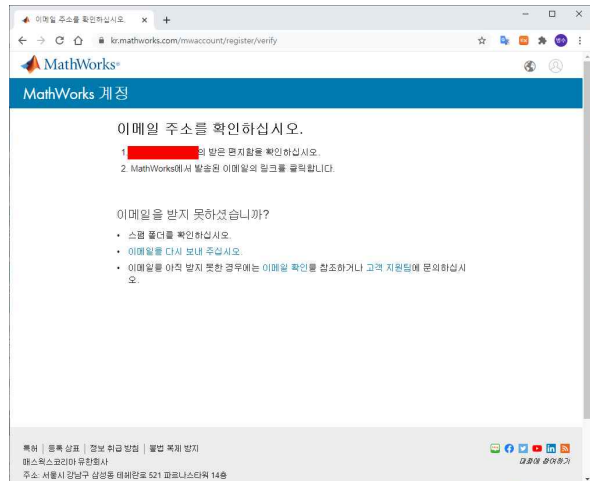 이메일 주소를 확인하십시오.
kr.mathworks.com/mwaccount/register/verify
MathWorks®
MathWorks 계정
이메일 주소를 확인하십시오.
1. 의 받은 편지함을 확인하십시오.
2. MathWorks에서 발송된 이메일의 링크를 클릭합니다.
이메일을 받지 못하셨습니까?
• 스팸 폴더를 확인하십시오.
• 이메일를 다시 보내 주십시오.
• 이메일를 아직 받지 못한 경우에는 이메일 확인를 참조하거나 고객 지원팀에 문의하십시
오.
특허 | 등록 상표 | 정보 취급 방침 | 불법 복제 방지
매스웍스코리아 유한회사
주소: 서울시 강남구 삼성동 테헤란로 521 파르나스타워 14층
대화에 참여하기